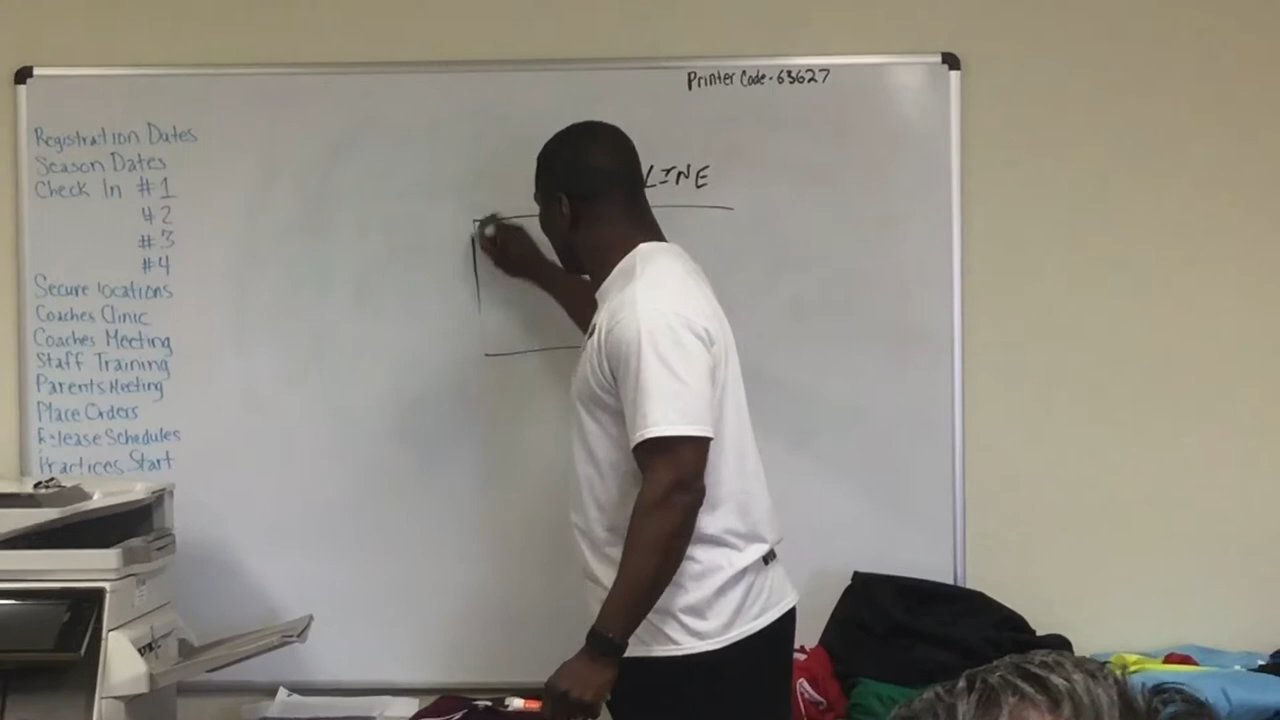 Printer Code - 63627
LINE
Registration Dates
Season Dates
Check In #1
#2
#3
#4
Secure locations
Coaches Clinic
Coaches Meeting
Staff Training
Parents Meeting
Place Orders
Release Schedules
Practices Start